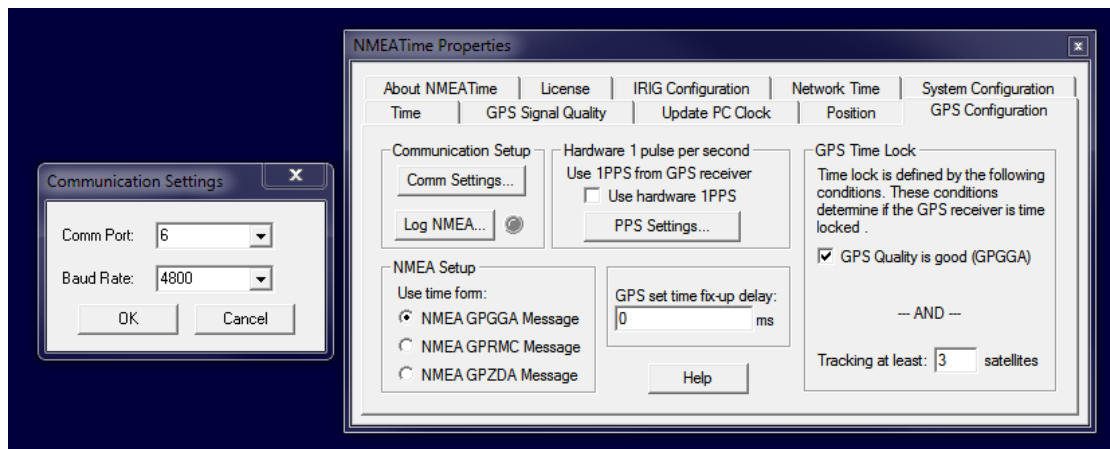 Communication Settings
X
Comm Port:
6
Baud Rate:
4800
OK
Cancel
NMEATime Properties
x
About NMEATime
License
IRIG Configuration
Network Time
System Configuration
Time
GPS Signal Quality
Update PC Clock
Position
GPS Configuration
Communication Setup
Comm Settings...
Log NMEA...
Hardware 1 pulse per second
Use 1PPS from GPS receiver
Use hardware 1PPS
PPS Settings...
NMEA Setup
Use time form:
NMEA GPGGA Message
NMEA GPRMC Message
NMEA GPZDA Message
GPS set time fix-up delay:
0
ms
Help
GPS Time Lock
Time lock is defined by the following
conditions. These conditions
determine if the GPS receiver is time
locked .
GPS Quality is good (GPGGA)
--- AND ---
Tracking at least: 3 satellites